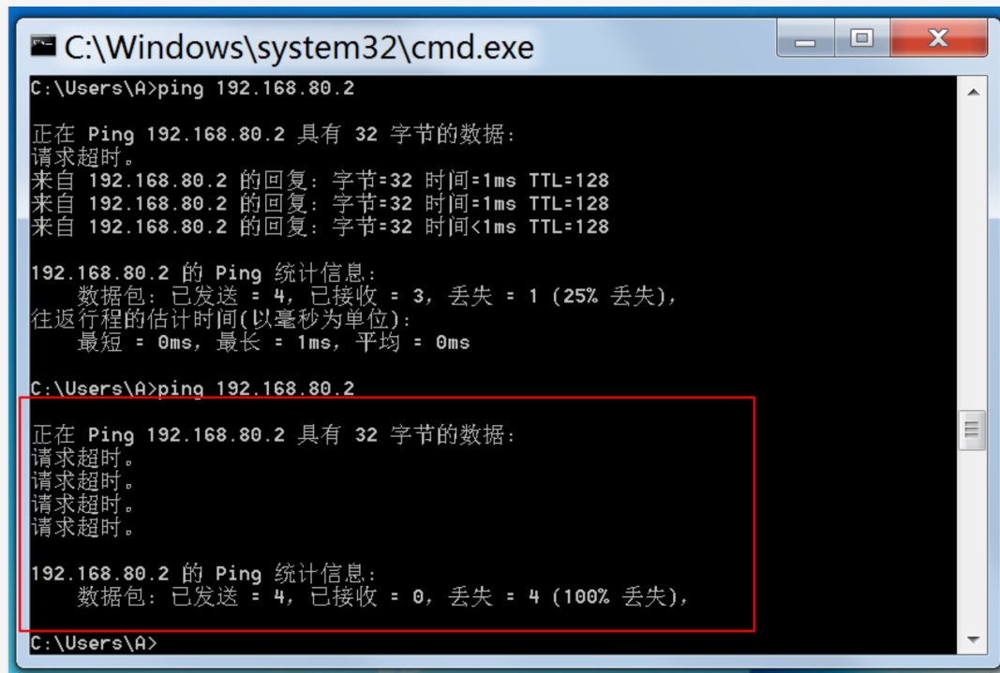 C:\Windows\system32\cmd.exe
C:\Users\A>ping 192.168.80.2
正在 Ping 192.168.80.2 具有 32 字节的数据:
请求超时。
来自 192.168.80.2 的回复: 字节=32 时间=1ms TTL=128
来自 192.168.80.2 的回复: 字节=32 时间=1ms TTL=128
来自 192.168.80.2 的回复: 字节=32 时间<1ms TTL=128
192.168.80.2 的 Ping 统计信息:
数据包: 已发送 = 4，已接收 = 3，丢失 = 1 (25% 丢失)，
往返行程的估计时间(以毫秒为单位):
最短 = 0ms，最长 = 1ms，平均 = 0ms
C:\Users\A>ping 192.168.80.2
正在 Ping 192.168.80.2 具有 32 字节的数据:
请求超时。
请求超时。
请求超时。
请求超时。
192.168.80.2 的 Ping 统计信息:
数据包: 已发送 = 4，已接收 = 0，丢失 = 4 (100% 丢失)，
C:\Users\A>